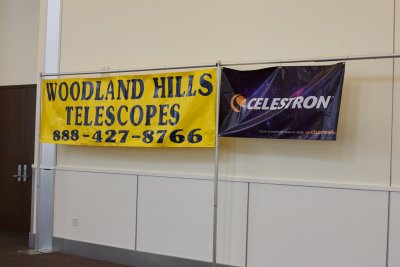 WOODLAND HILLS
TELESCOPES
888-427-8766
CELESTRON